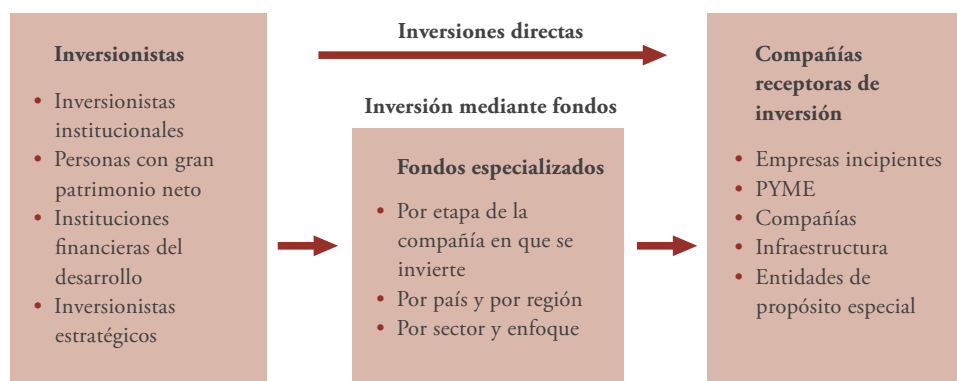 Inversionistas
• Inversionistas
institucionales
• Personas con gran
patrimonio neto
• Instituciones
financieras del
desarrollo
• Inversionistas
estratégicos
Inversiones directas
Inversión mediante fondos
Fondos especializados
• Por etapa de la
compañía en que se
invierte
• Por país y por región
• Por sector y enfoque
Compañías
receptoras de
inversión
• Empresas incipientes
• PYME
• Compañías
• Infraestructura
• Entidades de
propósito especial